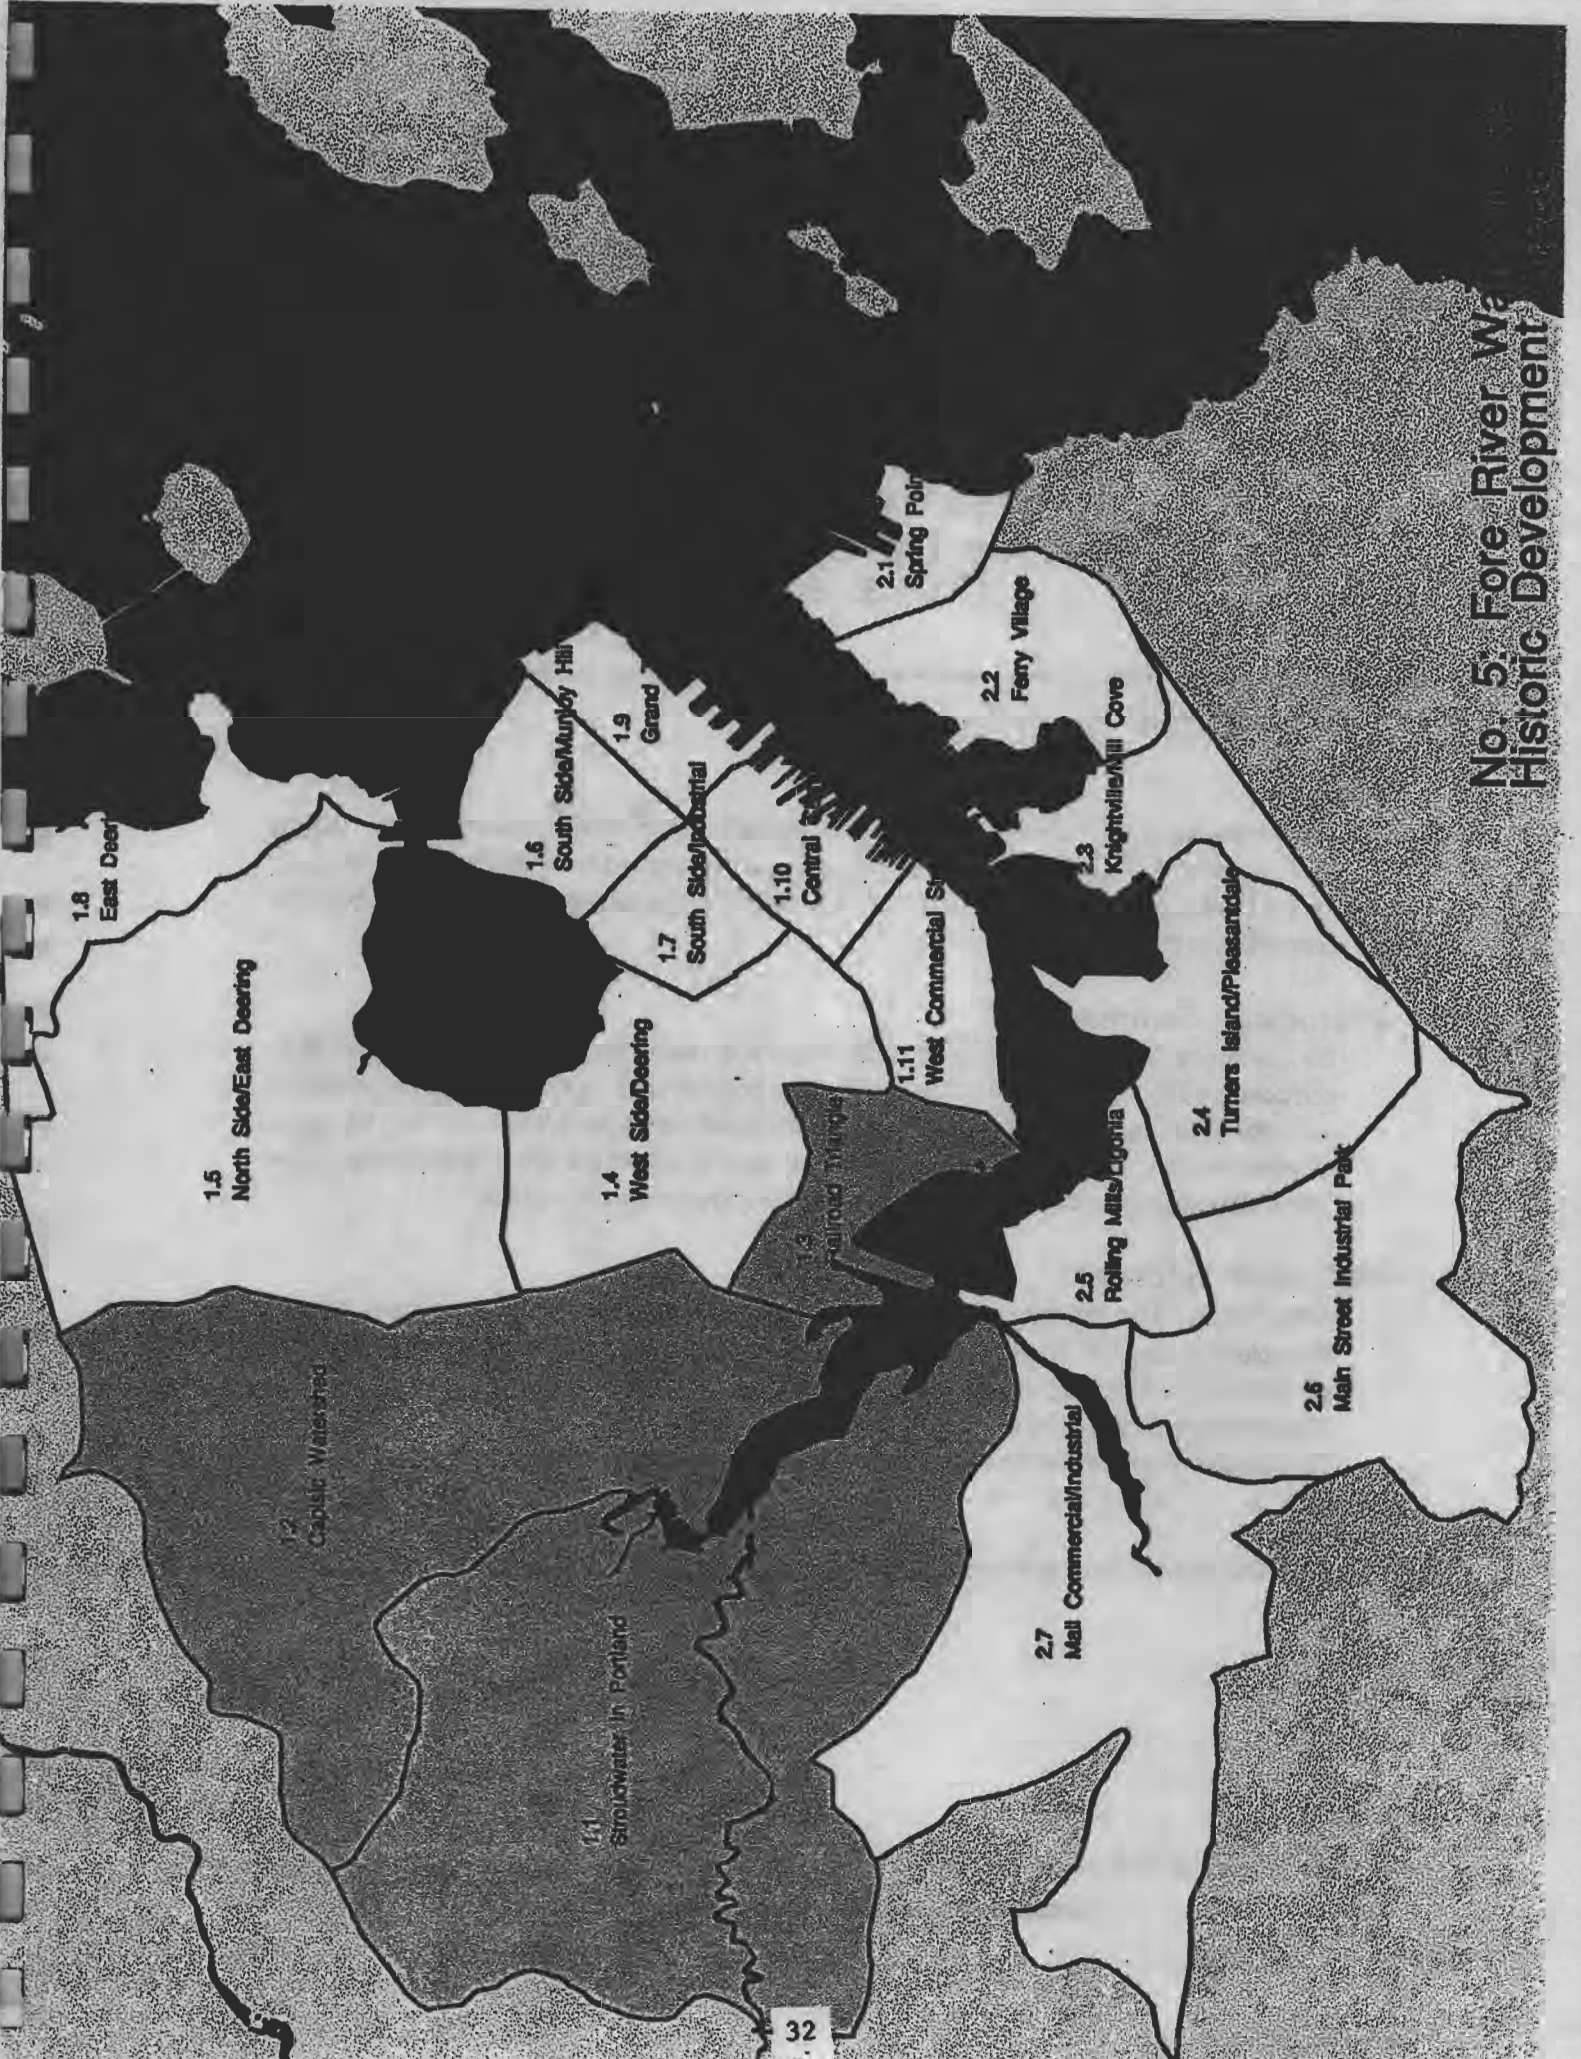 No. 5: Fore River Wa
Historic Development
1.8
East Deer
1.5
North Side/East Deering
1.6
South Side/Munjoy Hill
1.9
Grand
1.7
South Side/Industrial
1.10
Central
1.4
West Side/Deering
1.11
West Commercial St
1.3
Railroad Triangle
1.2
Capisic Watershed
1.1
Stroudwater in Portland
2.1
Spring Poin
2.2
Ferry Village
2.3
Knightville/Mill Cove
2.4
Turners Island/Pleasantdale
2.5
Rolling Mills/Ligonia
2.6
Main Street Industrial Park
2.7
Mall Commercial/Industrial
32